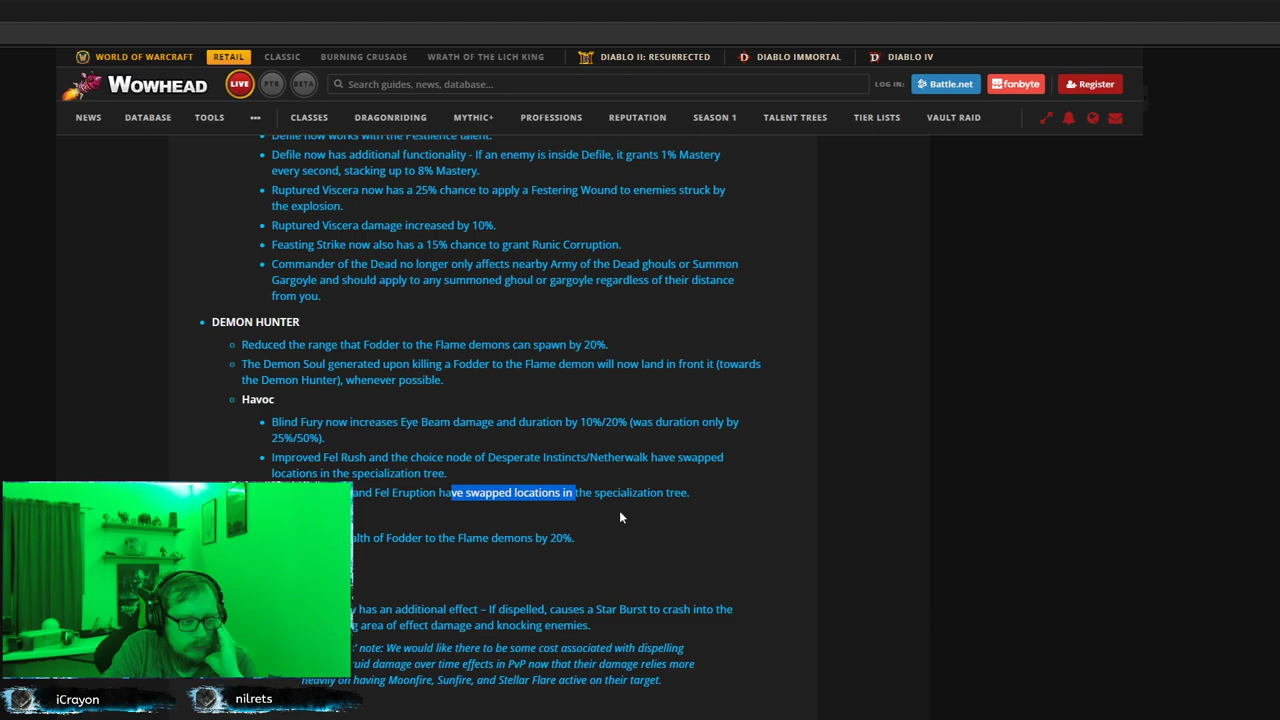 WORLD OF WARCRAFT RETAIL CLASSIC BURNING CRUSADE WRATH OF THE LICH KING DIABLO II: RESURRECTED DIABLO IMMORTAL DIABLO IV
WOWHEAD LIVE PTR BETA Search guides, news, database... LOG IN: Battle.net fanbyte Register
NEWS DATABASE TOOLS ••• CLASSES DRAGONRIDING MYTHIC+ PROFESSIONS REPUTATION SEASON 1 TALENT TREES TIER LISTS VAULT RAID
Defile now works with the Pestilence talent.
Defile now has additional functionality - If an enemy is inside Defile, it grants 1% Mastery
every second, stacking up to 8% Mastery.
Ruptured Viscera now has a 25% chance to apply a Festering Wound to enemies struck by
the explosion.
Ruptured Viscera damage increased by 10%.
Feasting Strike now also has a 15% chance to grant Runic Corruption.
Commander of the Dead no longer only affects nearby Army of the Dead ghouls or Summon
Gargoyle and should apply to any summoned ghoul or gargoyle regardless of their distance
from you.
DEMON HUNTER
Reduced the range that Fodder to the Flame demons can spawn by 20%.
The Demon Soul generated upon killing a Fodder to the Flame demon will now land in front it (towards
the Demon Hunter), whenever possible.
Havoc
Blind Fury now increases Eye Beam damage and duration by 10%/20% (was duration only by
25%/50%).
Improved Fel Rush and the choice node of Desperate Instincts/Netherwalk have swapped
locations in the specialization tree.
and Fel Eruption have swapped locations in the specialization tree.
alth of Fodder to the Flame demons by 20%.
has an additional effect – If dispelled, causes a Star Burst to crash into the
g area of effect damage and knocking enemies.
' note: We would like there to be some cost associated with dispelling
uid damage over time effects in PvP now that their damage relies more
heavily on having Moonfire, Sunfire, and Stellar Flare active on their target.
iCrayon nilrets